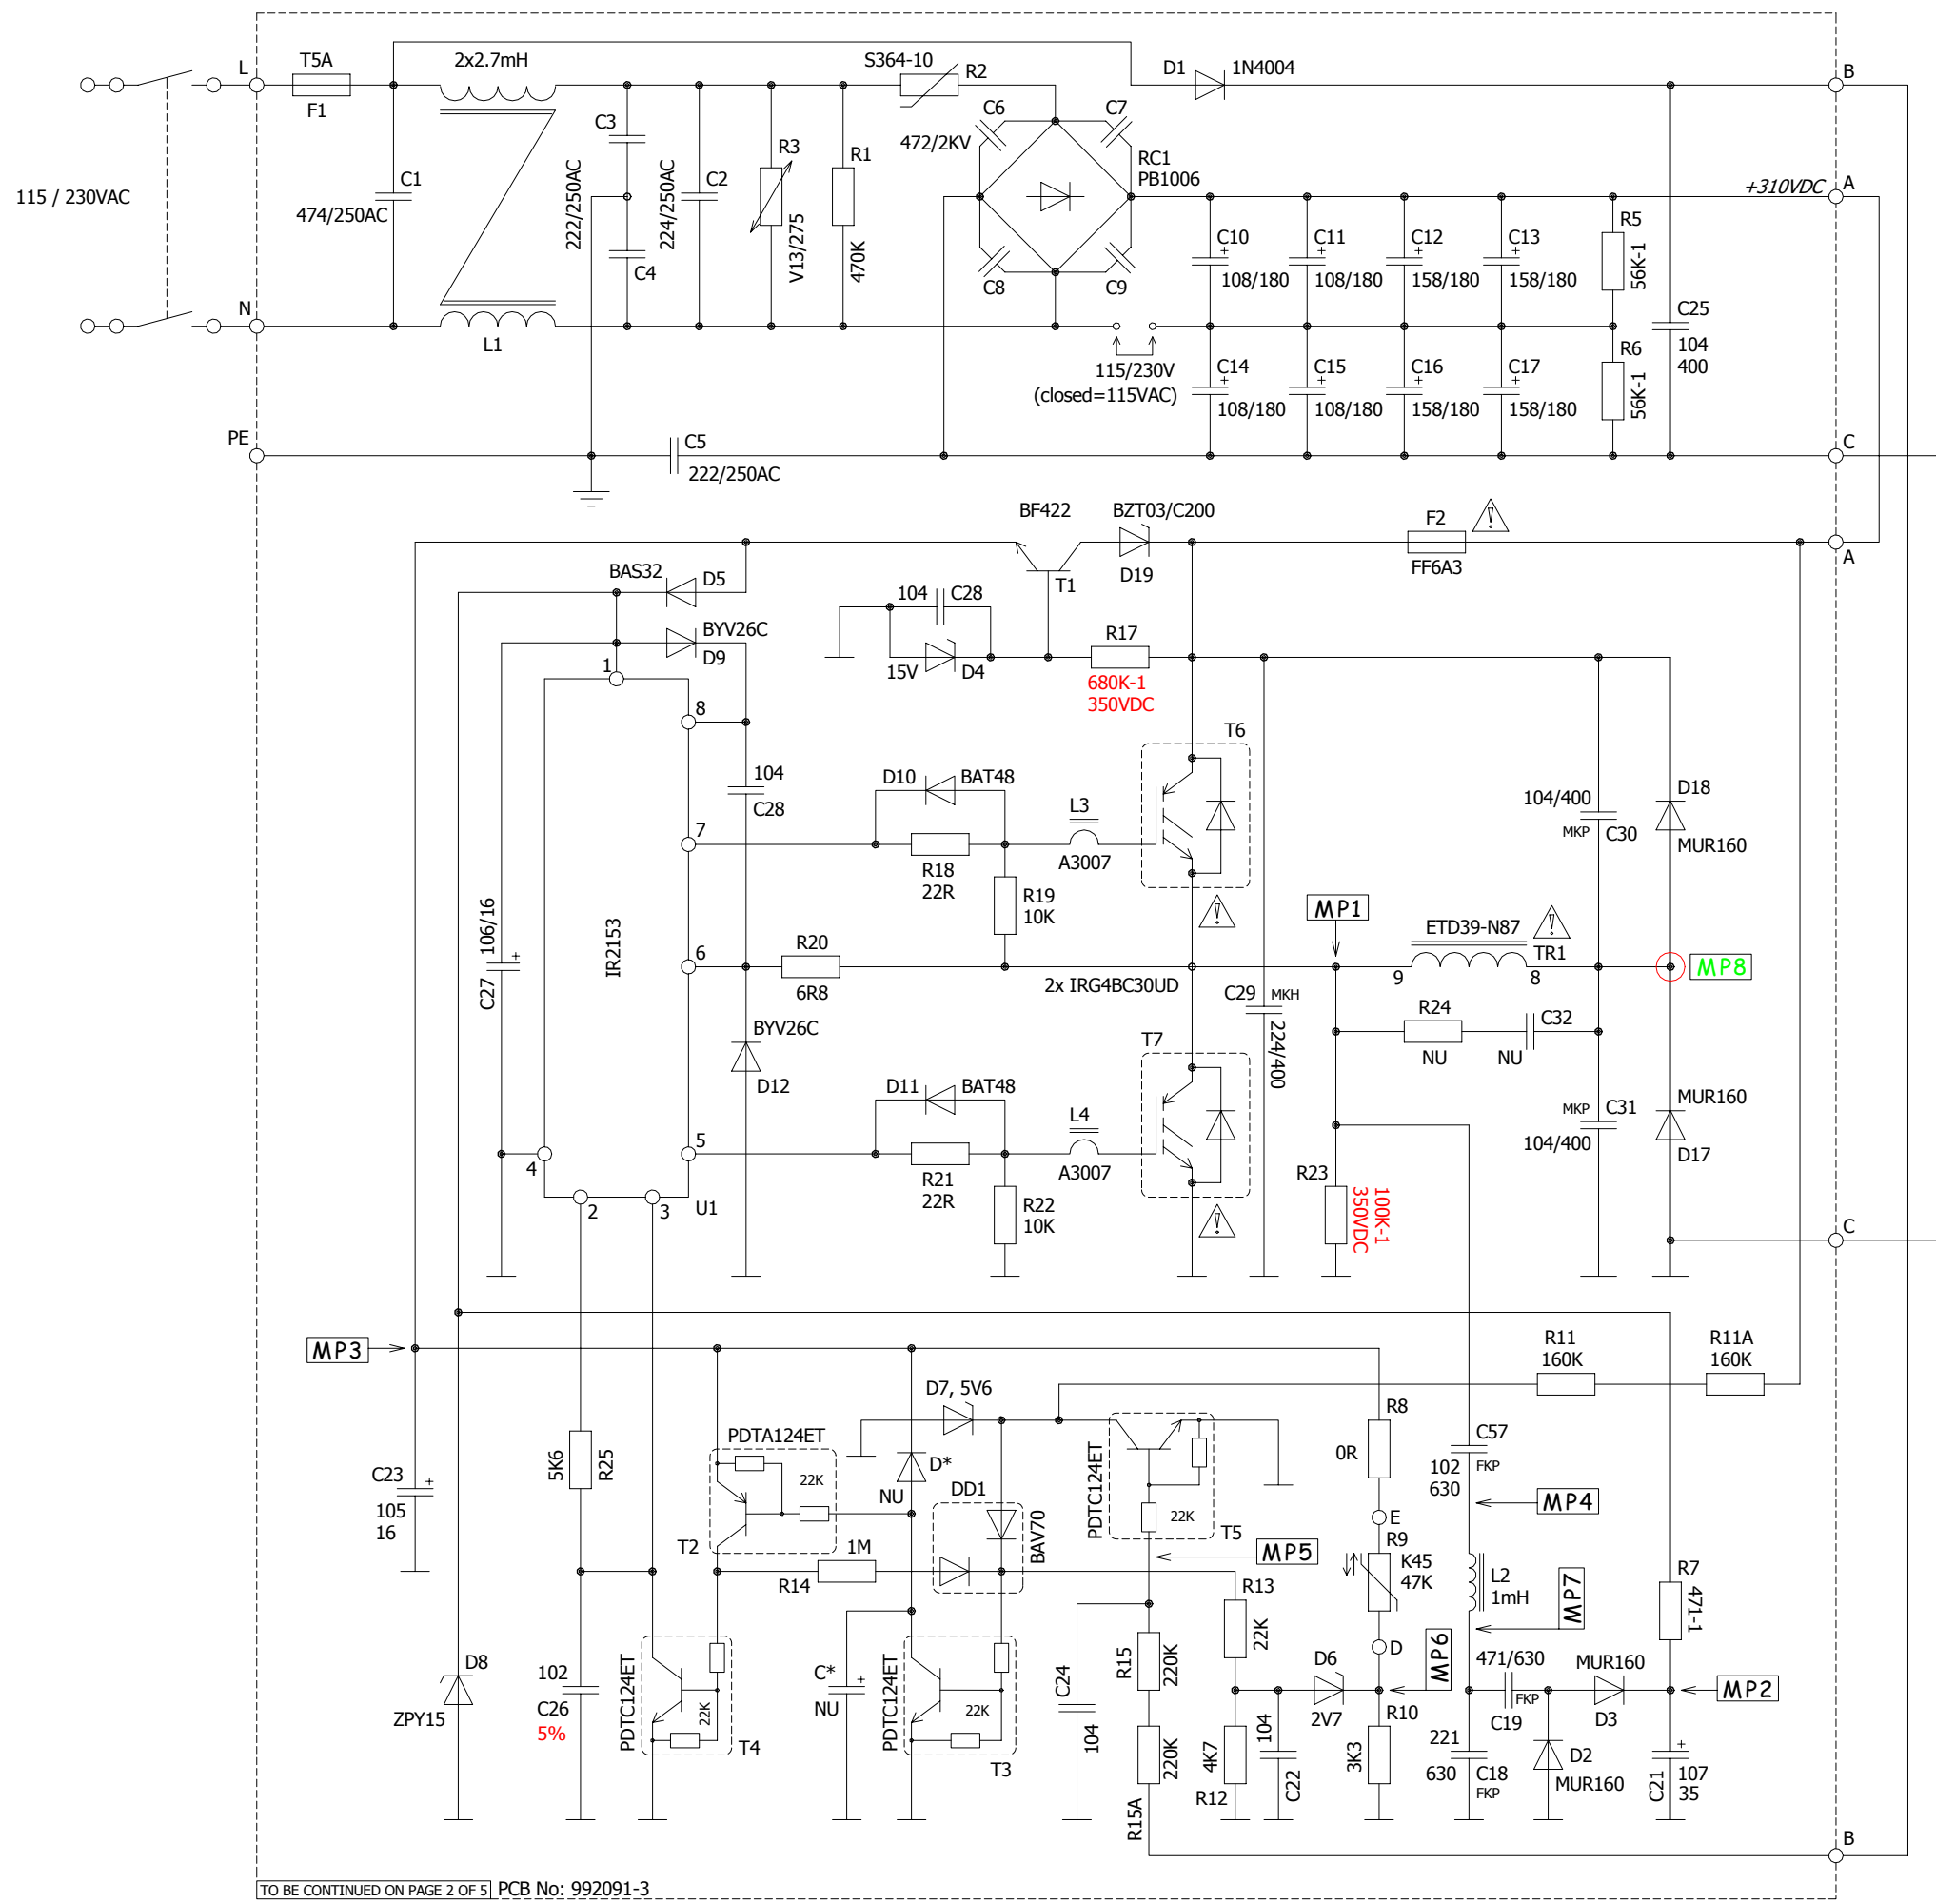 T5A
2x2.7mH
S364-10
R2
D1
1N4004
B
L
F1
C3
C6
C7
472/2KV
R3
R1
RC1
PB1006
115 / 230VAC
C1
474/250AC
222/250AC
224/250AC
C2
V13/275
470K
+310VDC
A
C4
C8
C9
C10
108/180
C11
108/180
C12
158/180
C13
158/180
R5
56K-1
N
L1
C25
104
400
115/230V
(closed=115VAC)
C14
108/180
C15
108/180
C16
158/180
C17
158/180
R6
56K-1
PE
C5
222/250AC
C
BF422
BZT03/C200
F2
FF6A3
A
T1
D19
BAS32
D5
104
C28
BYV26C
D9
R17
15V
D4
680K-1
350VDC
1
8
T6
104
C28
D10
BAT48
L3
7
A3007
R18
22R
R19
10K
104/400
MKP
C30
D18
MUR160
106/16
C27
IR2153
6
R20
6R8
2x IRG4BC30UD
MP1
ETD39-N87
TR1
9
8
MP8
C29
MKH
224/400
R24
NU
C32
NU
BYV26C
D12
T7
D11
BAT48
L4
MKP
C31
104/400
MUR160
D17
5
4
A3007
R21
22R
R22
10K
R23
100K-1
350VDC
2
3
U1
C
MP3
R11
160K
R11A
160K
D7, 5V6
R8
0R
PDTA124ET
22K
D*
NU
DD1
BAV70
PDTC124ET
22K
T5
5K6
R25
C23
105
16
C57
102
FKP
630
MP4
E
R9
K45
47K
T2
1M
R14
MP5
R13
22K
L2
1mH
MP7
R7
471-1
D
D8
ZPY15
102
C26
5%
PDTC124ET
22K
T4
C*
NU
PDTC124ET
22K
T3
C24
104
R15
220K
220K
R15A
D6
2V7
MP6
471/630
FKP
C19
MUR160
D3
MP2
4K7
R12
104
C22
R10
3K3
221
630
C18
FKP
D2
MUR160
C21
107
35
B
TO BE CONTINUED ON PAGE 2 OF 5
PCB No: 992091-3